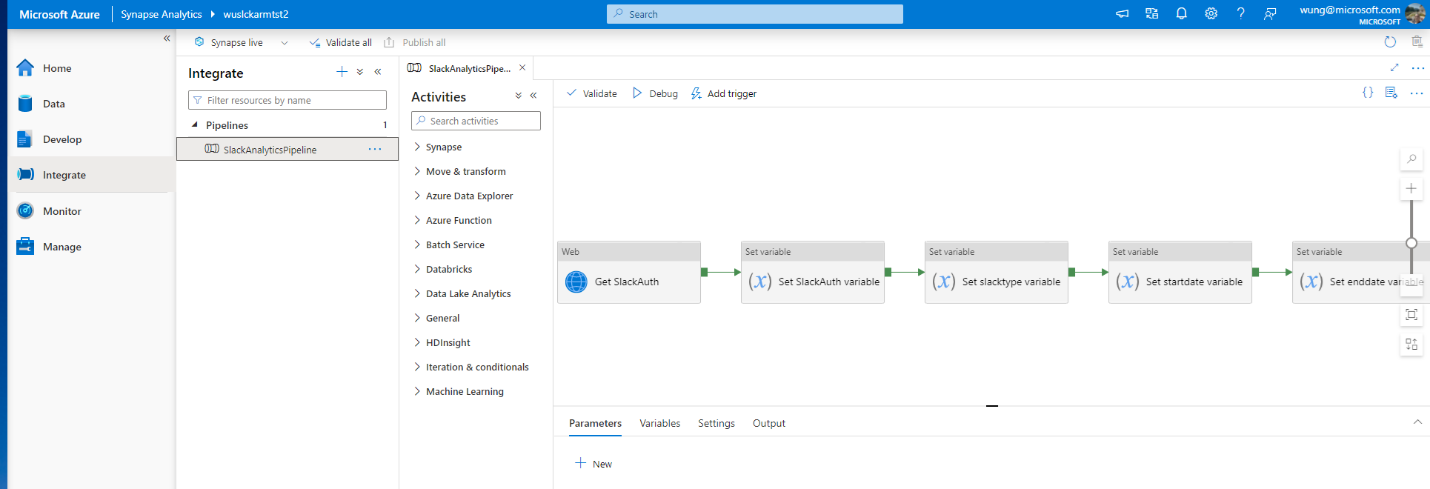 Microsoft Azure Synapse Analytics wuslckarmtst2 Search wung@microsoft.com
MICROSOFT
Home
Data
Develop
Integrate
Monitor
Manage
Synapse live Validate all Publish all
Integrate
Filter resources by name
Pipelines 1
SlackAnalyticsPipeline
SlackAnalyticsPipe...
Activities
Search activities
Synapse
Move & transform
Azure Data Explorer
Azure Function
Batch Service
Databricks
Data Lake Analytics
General
HDInsight
Iteration & conditionals
Machine Learning
Validate Debug Add trigger
Web
Get SlackAuth
Set variable
(x) Set SlackAuth variable
Set variable
(x) Set slacktype variable
Set variable
(x) Set startdate variable
Set variable
(x) Set enddate variable
Parameters Variables Settings Output
New